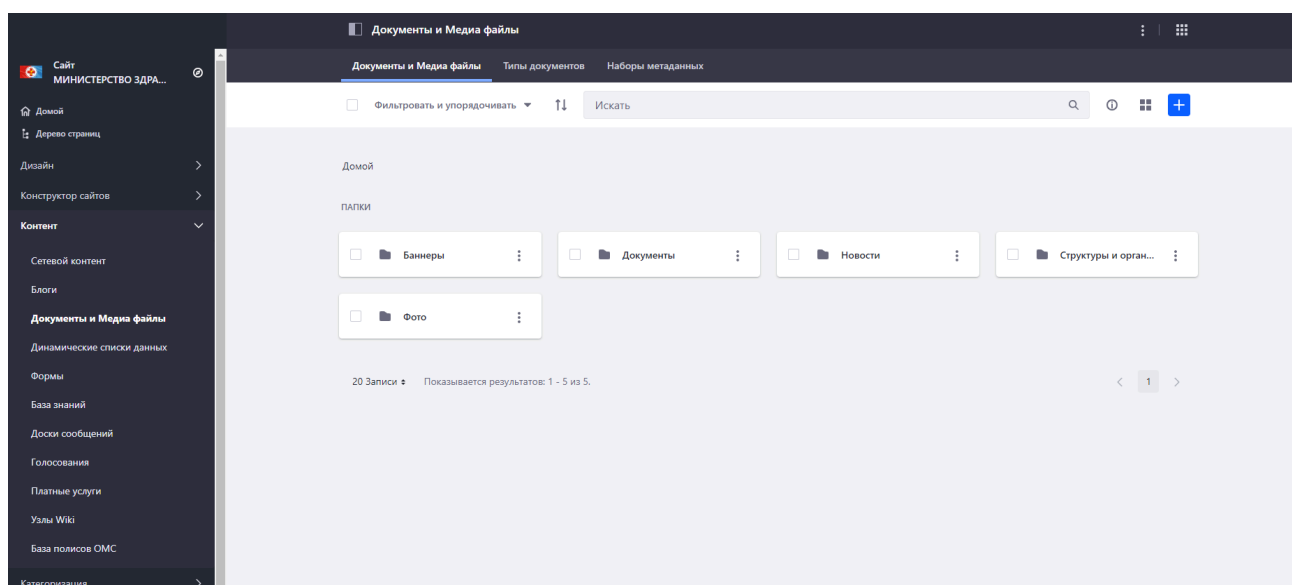 Документы и Медиа файлы
Сайт
МИНИСТЕРСТВО ЗДРА...
Домой
Дерево страниц
Дизайн
Конструктор сайтов
Контент
Сетевой контент
Блоги
Документы и Медиа файлы
Динамические списки данных
Формы
База знаний
Доски сообщений
Голосования
Платные услуги
Узлы Wiki
База полисов ОМС
Категоризация
Документы и Медиа файлы Типы документов Наборы метаданных
Фильтровать и упорядочивать Искать
Домой
ПАПКИ
Баннеры Документы Новости Структуры и орган...
Фото
20 Записи Показывается результатов: 1 - 5 из 5. 1